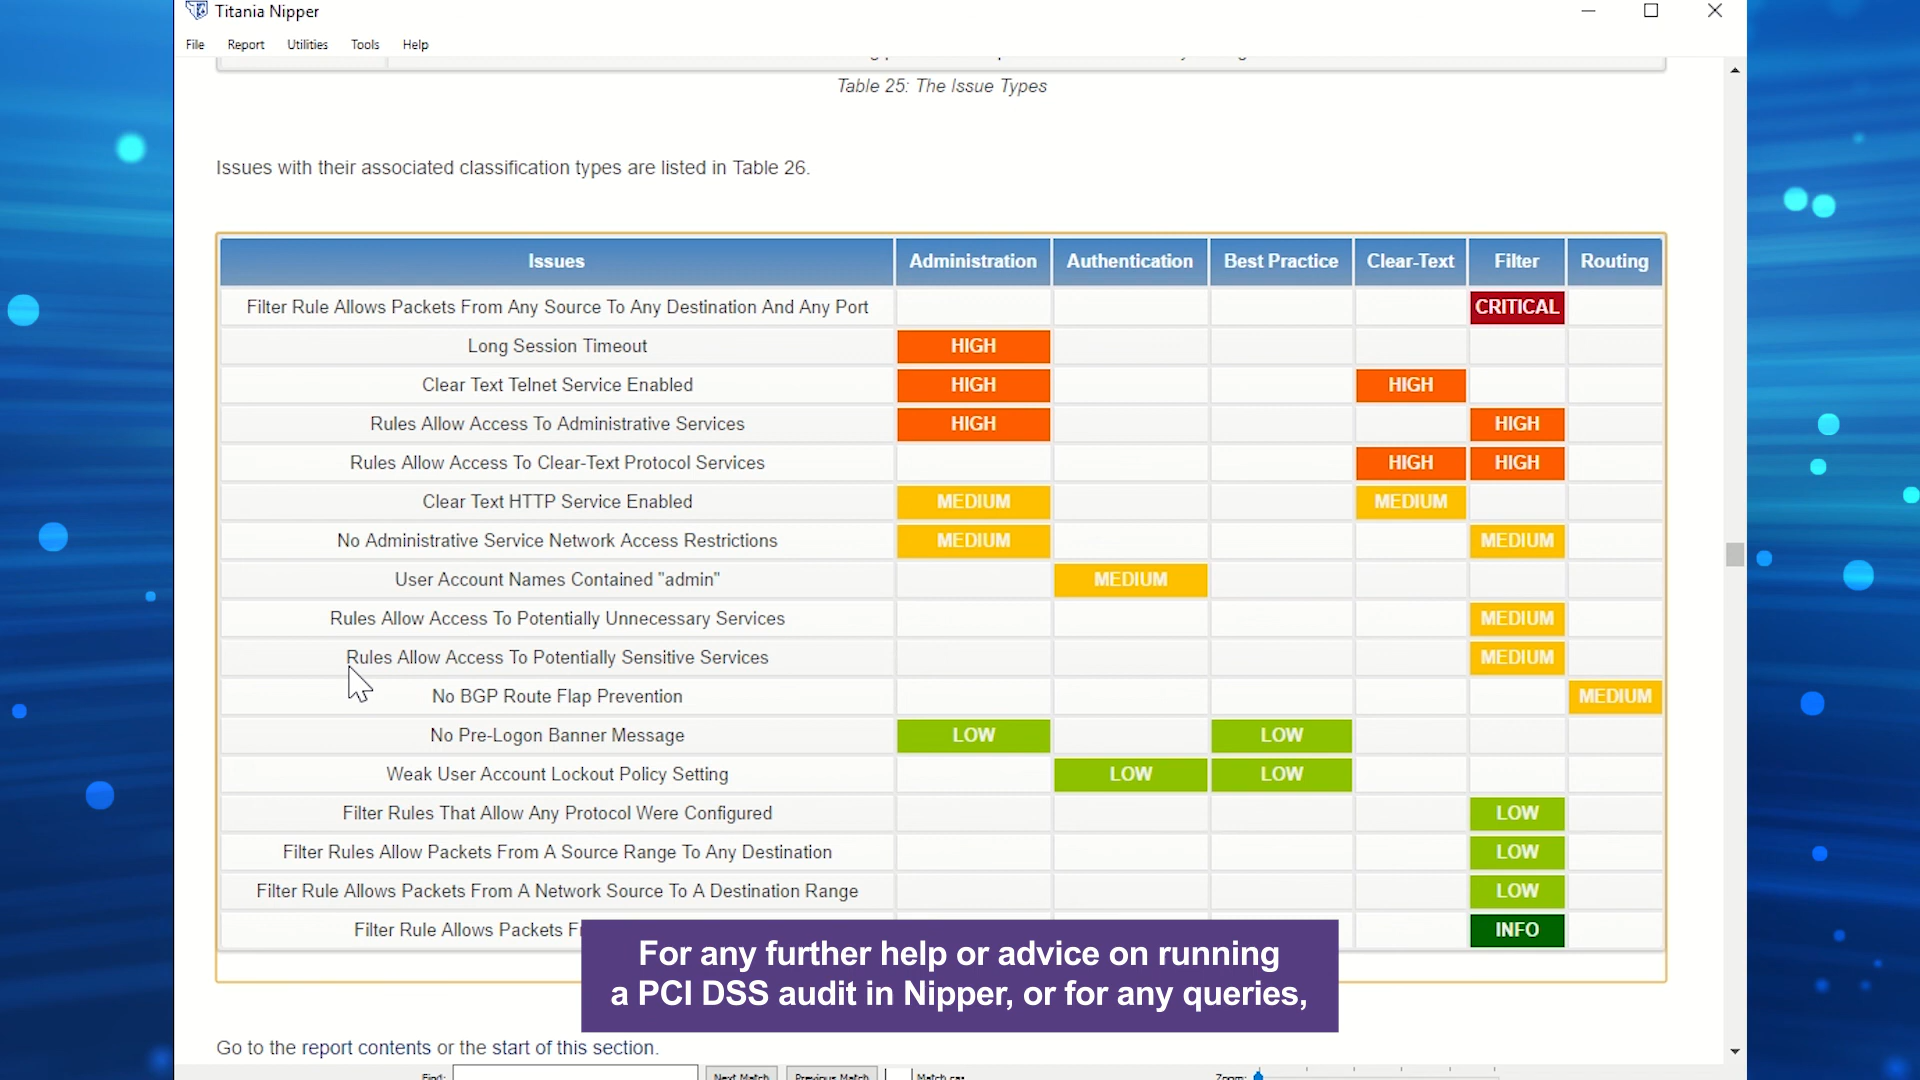 Titania Nipper
File Report Utilities Tools Help
Table 25: The Issue Types
Issues with their associated classification types are listed in Table 26.
Issues Administration Authentication Best Practice Clear-Text Filter Routing
Filter Rule Allows Packets From Any Source To Any Destination And Any Port CRITICAL
Long Session Timeout HIGH
Clear Text Telnet Service Enabled HIGH HIGH
Rules Allow Access To Administrative Services HIGH HIGH
Rules Allow Access To Clear-Text Protocol Services HIGH HIGH
Clear Text HTTP Service Enabled MEDIUM MEDIUM
No Administrative Service Network Access Restrictions MEDIUM MEDIUM
User Account Names Contained "admin" MEDIUM
Rules Allow Access To Potentially Unnecessary Services MEDIUM
Rules Allow Access To Potentially Sensitive Services MEDIUM
No BGP Route Flap Prevention MEDIUM
No Pre-Logon Banner Message LOW LOW
Weak User Account Lockout Policy Setting LOW LOW
Filter Rules That Allow Any Protocol Were Configured LOW
Filter Rules Allow Packets From A Source Range To Any Destination LOW
Filter Rule Allows Packets From A Network Source To A Destination Range LOW
Filter Rule Allows Packets INFO
For any further help or advice on running
a PCI DSS audit in Nipper, or for any queries,
Go to the report contents or the start of this section.
Find: Next Match Previous Match Match Zoom: